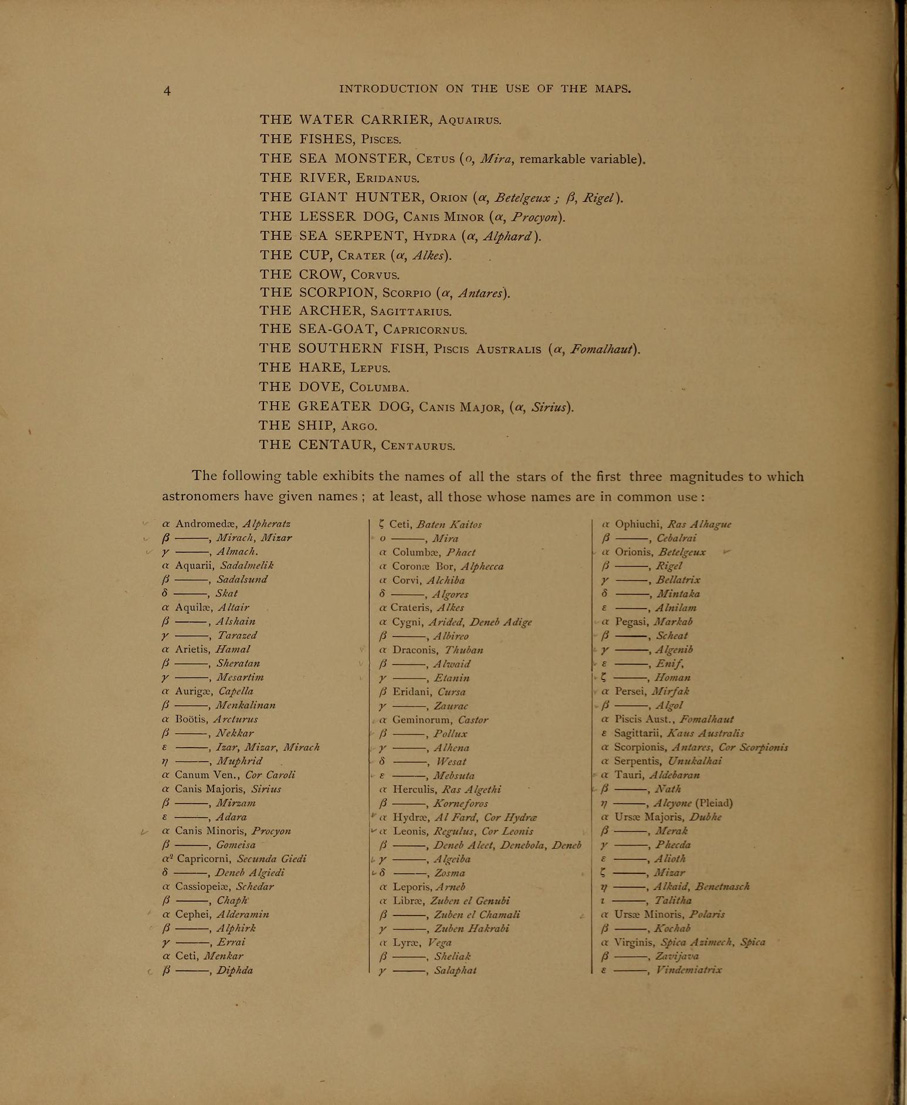 4
INTRODUCTION ON THE USE OF THE MAPS.
THE WATER CARRIER, AQUAIRUS.
THE FISHES, PISCES.
THE SEA MONSTER, CETUS (o, Mira, remarkable variable).
THE RIVER, ERIDANUS.
THE GIANT HUNTER, ORION (α, Betelgeux ; β, Rigel).
THE LESSER DOG, CANIS MINOR (α, Procyon).
THE SEA SERPENT, HYDRA (α, Alphard).
THE CUP, CRATER (α, Alkes).
THE CROW, CORVUS.
THE SCORPION, SCORPIO (α, Antares).
THE ARCHER, SAGITTARIUS.
THE SEA-GOAT, CAPRICORNUS.
THE SOUTHERN FISH, PISCIS AUSTRALIS (α, Fomalhaut).
THE HARE, LEPUS.
THE DOVE, COLUMBA.
THE GREATER DOG, CANIS MAJOR, (α, Sirius).
THE SHIP, ARGO.
THE CENTAUR, CENTAURUS.
The following table exhibits the names of all the stars of the first three magnitudes to which
astronomers have given names ; at least, all those whose names are in common use :
α Andromedæ, Alpheratz
β ——, Mirach, Mizar
γ ——, Almach.
α Aquarii, Sadalmelik
β ——, Sadalsund
δ ——, Skat
α Aquilæ, Altair
β ——, Alshain
γ ——, Tarazed
α Arietis, Hamal
β ——, Sheratan
γ ——, Mesartim
α Aurigæ, Capella
β ——, Menkalinan
α Boötis, Arcturus
β ——, Nekkar
ε ——, Izar, Mizar, Mirach
η ——, Muphrid
α Canum Ven., Cor Caroli
α Canis Majoris, Sirius
β ——, Mirzam
ε ——, Adara
α Canis Minoris, Procyon
β ——, Gomeisa
α² Capricorni, Secunda Giedi
δ ——, Deneb Algiedi
α Cassiopeiæ, Schedar
β ——, Chaph
α Cephei, Alderamin
β ——, Alphirk
γ ——, Errai
α Ceti, Menkar
β ——, Diphda
ζ Ceti, Baten Kaitos
o ——, Mira
α Columbæ, Phact
α Coronæ Bor, Alphecca
α Corvi, Alchiba
δ ——, Algores
α Crateris, Alkes
α Cygni, Arided, Deneb Adige
β ——, Albireo
α Draconis, Thuban
β ——, Alwaid
γ ——, Etanin
β Eridani, Cursa
γ ——, Zaurac
α Geminorum, Castor
β ——, Pollux
γ ——, Alhena
δ ——, Wesat
ε ——, Mebsuta
α Herculis, Ras Algethi
β ——, Korneforos
α Hydræ, Al Fard, Cor Hydræ
α Leonis, Regulus, Cor Leonis
β ——, Deneb Aleet, Denebola, Deneb
γ ——, Algeiba
δ ——, Zosma
α Leporis, Arneb
α Libræ, Zuben el Genubi
β ——, Zuben el Chamali
γ ——, Zuben Hakrabi
α Lyræ, Vega
β ——, Sheliak
γ ——, Salaphat
α Ophiuchi, Ras Alhague
β ——, Cebalrai
α Orionis, Betelgeux
β ——, Rigel
γ ——, Bellatrix
δ ——, Mintaka
ε ——, Alnilam
α Pegasi, Markab
β ——, Scheat
γ ——, Algenib
ε ——, Enif,
ζ ——, Homan
α Persei, Mirfak
β ——, Algol
α Piscis Aust., Fomalhaut
ε Sagittarii, Kaus Australis
α Scorpionis, Antares, Cor Scorpionis
α Serpentis, Unukalhai
α Tauri, Aldebaran
β ——, Nath
η ——, Alcyone (Pleiad)
α Ursæ Majoris, Dubhe
β ——, Merak
γ ——, Phecda
ε ——, Alioth
ζ ——, Mizar
η ——, Alkaid, Benetnasch
ι ——, Talitha
α Ursæ Minoris, Polaris
β ——, Kochab
α Virginis, Spica Azimech, Spica
β ——, Zavijava
ε ——, Vindemiatrix